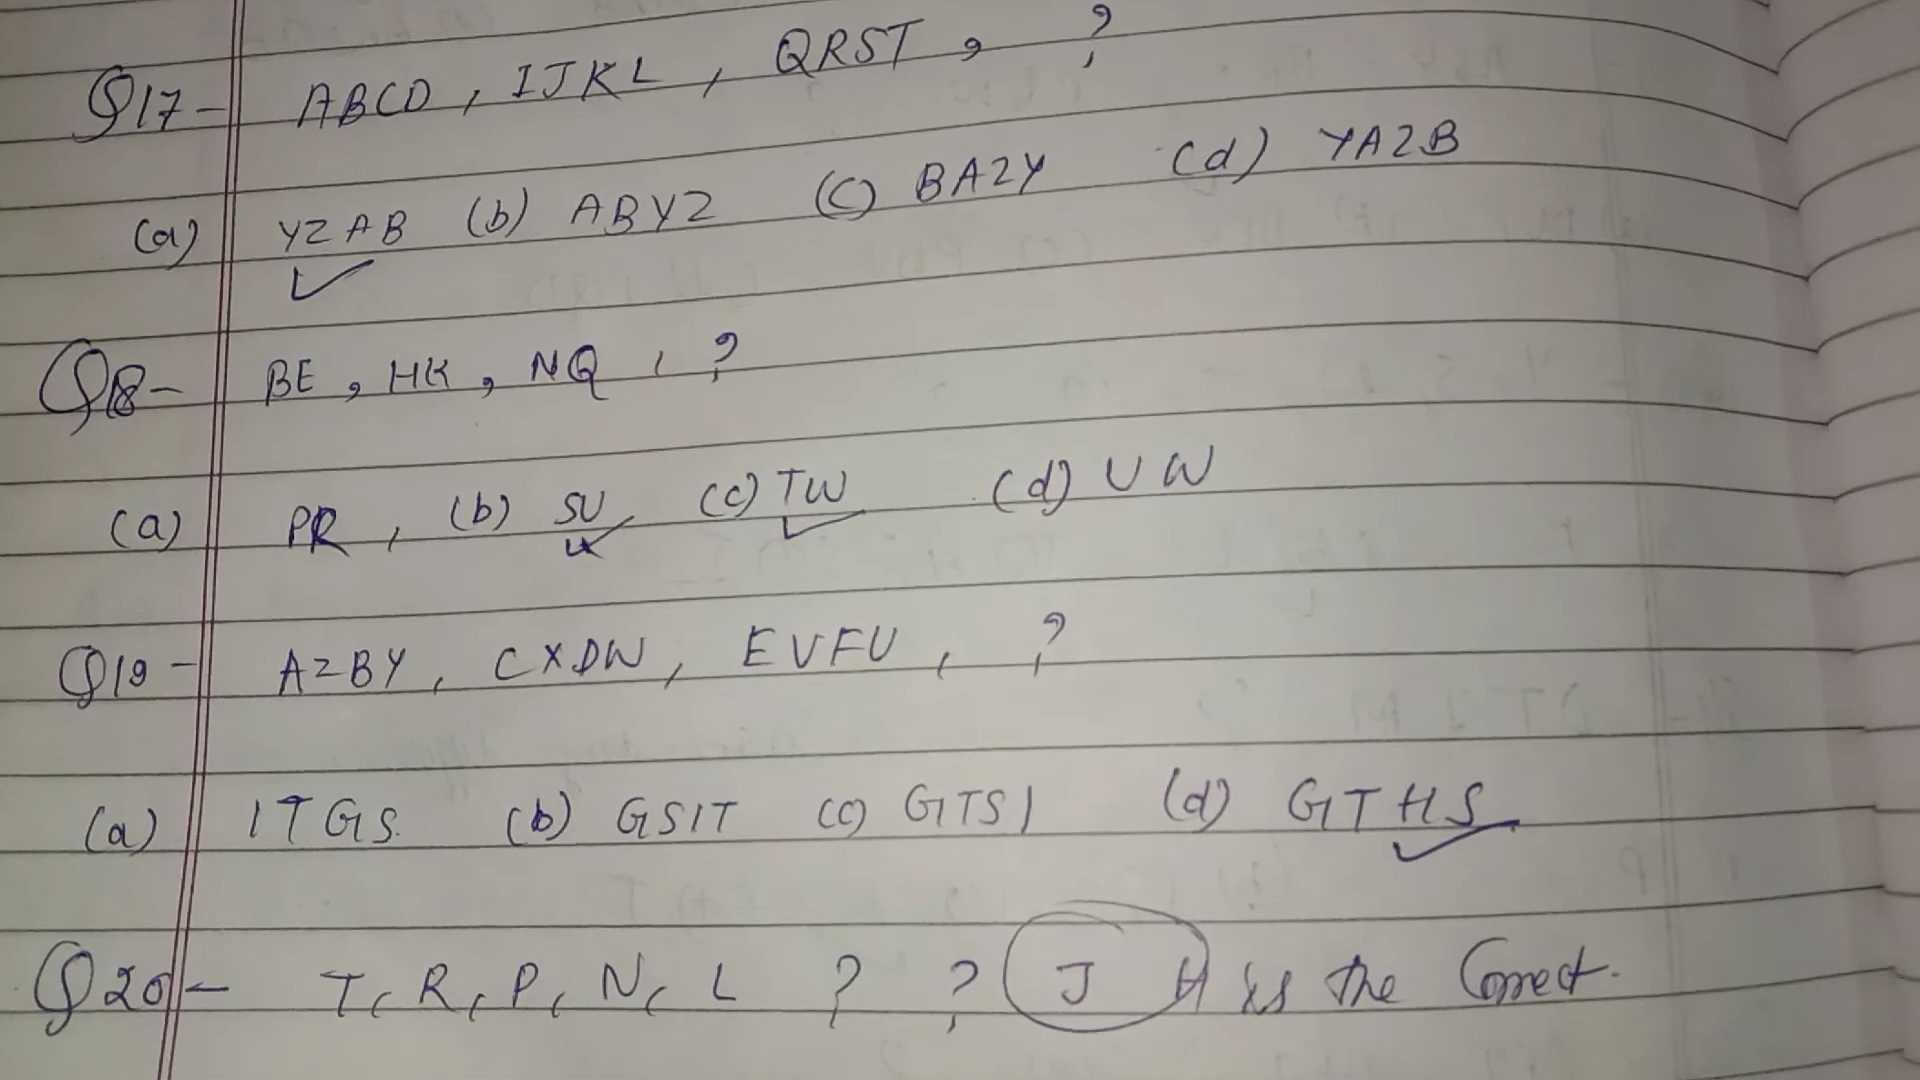 Q17- ABCD, IJKL, QRST, ?
(a) YZAB (b) ABYZ (c) BAZY (d) YAZB
Q18- BE, HK, NQ, ?
(a) PR, (b) SU (c) TW (d) UW
Q19- AZBY, CXDW, EVFU, ?
(a) ITGS. (b) GSIT (c) GTSI (d) GTHS
Q20- T, R, P, N, L ? ? J H is the Correct.